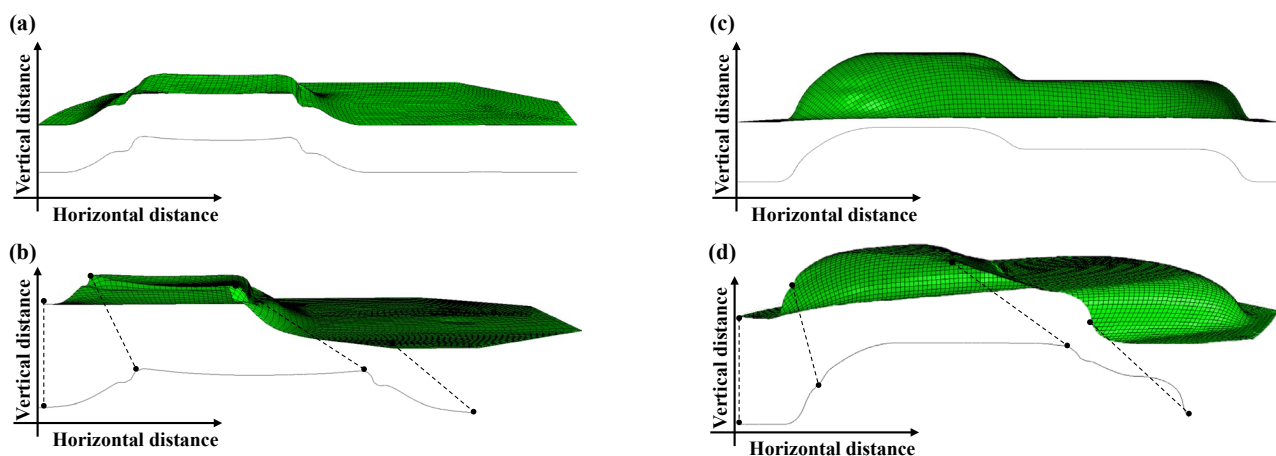 (a)
Vertical distance
Horizontal distance
(c)
Vertical distance
Horizontal distance
(b)
Vertical distance
Horizontal distance
(d)
Vertical distance
Horizontal distance